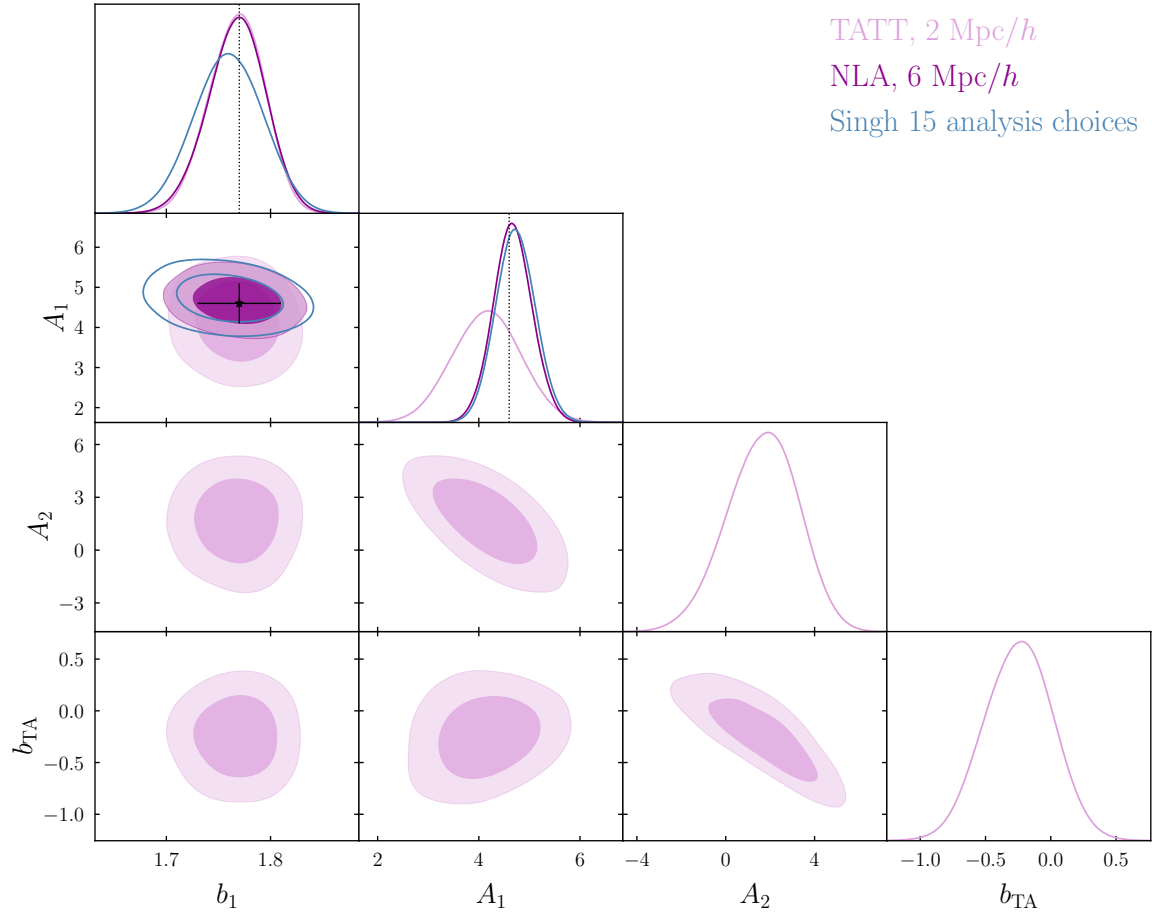 TATT, 2 Mpc/h
NLA, 6 Mpc/h
Singh 15 analysis choices
6
5
4
3
2
A₁
6
3
0
−3
A₂
0.5
0.0
−0.5
−1.0
b_TA
1.7 1.8
2 4 6
−4 0 4
−1.0 −0.5 0.0 0.5
b₁
A₁
A₂
b_TA